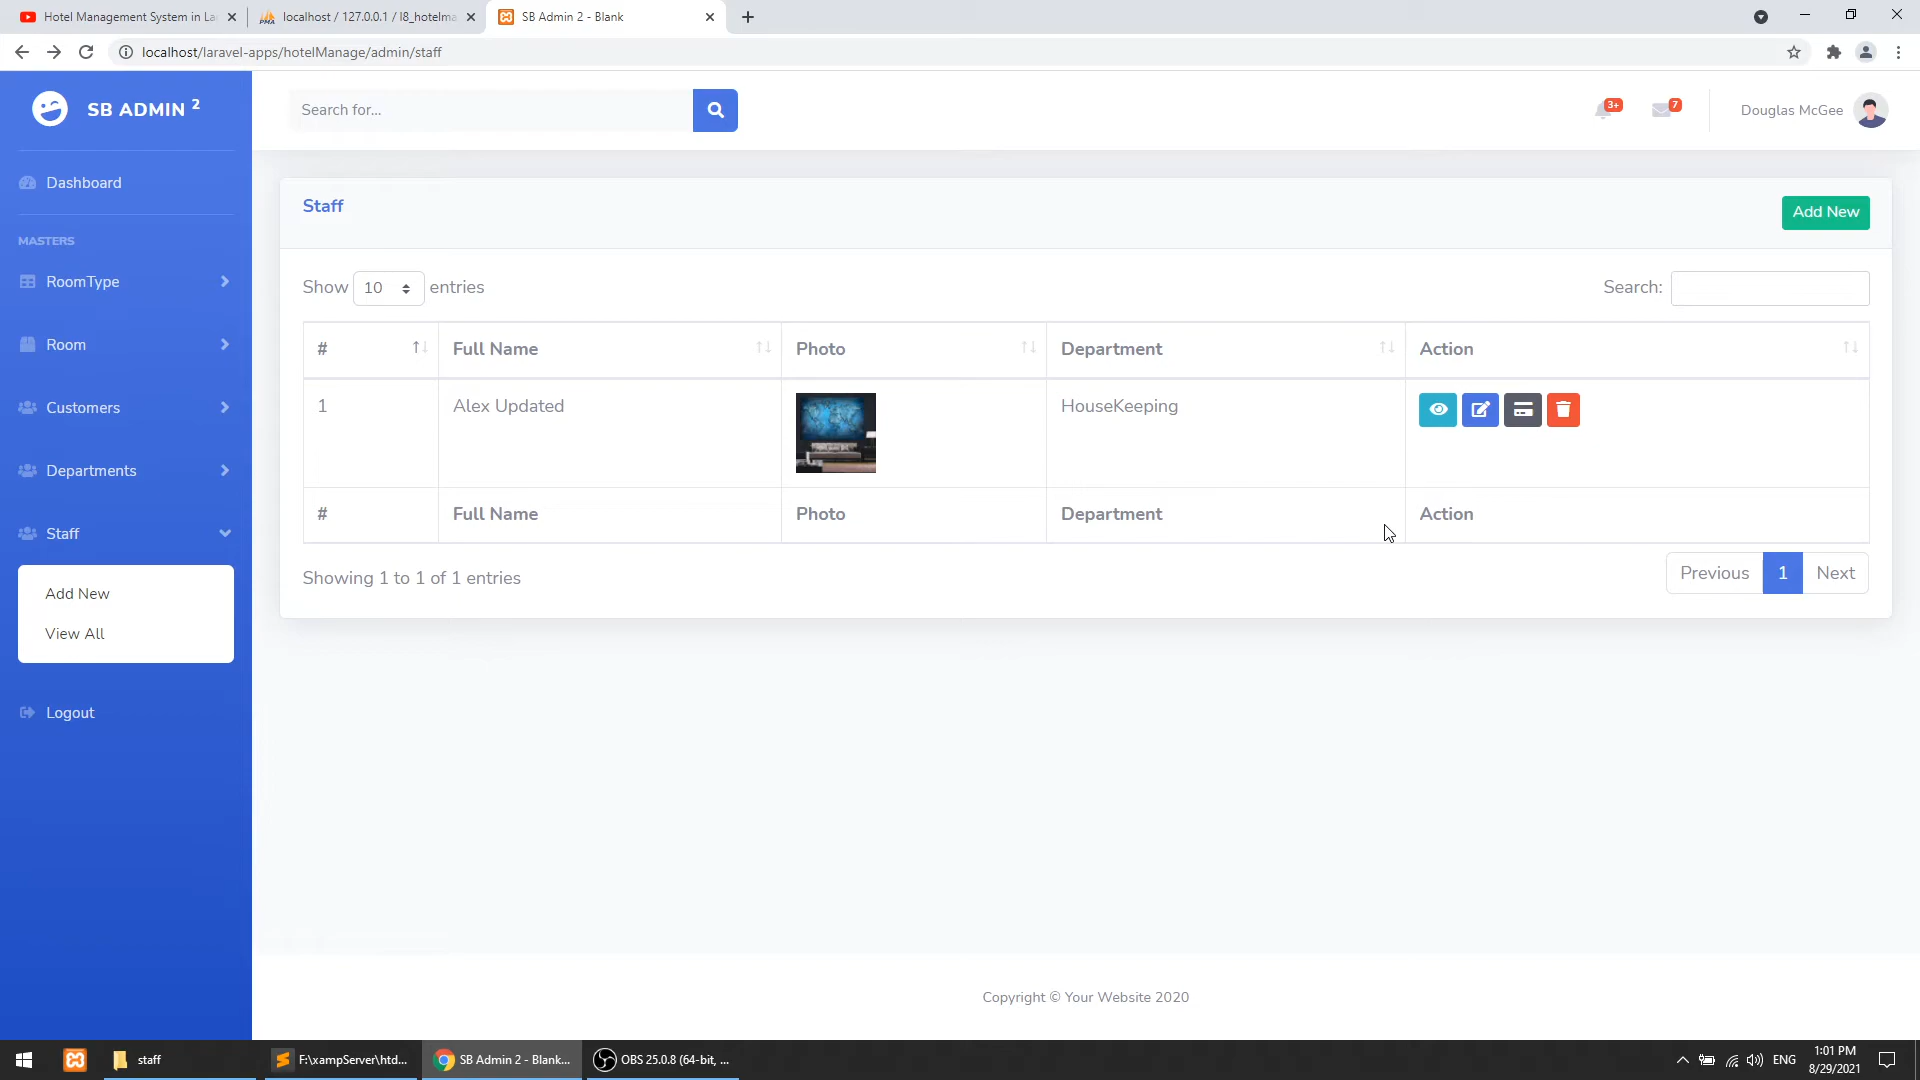 Hotel Management System in La
localhost / 127.0.0.1 / l8_hotelma
SB Admin 2 - Blank
localhost/laravel-apps/hotelManage/admin/staff
SB ADMIN 2
Search for...
3+
7
Douglas McGee
Dashboard
MASTERS
RoomType
Room
Customers
Departments
Staff
Add New
View All
Logout
Staff
Add New
Show 10 entries
Search:
# Full Name Photo Department Action
1 Alex Updated HouseKeeping
# Full Name Photo Department Action
Showing 1 to 1 of 1 entries
Previous 1 Next
Copyright © Your Website 2020
staff
F:\xampServer\htd...
SB Admin 2 - Blank...
OBS 25.0.8 (64-bit, ...
ENG
1:01 PM
8/29/2021